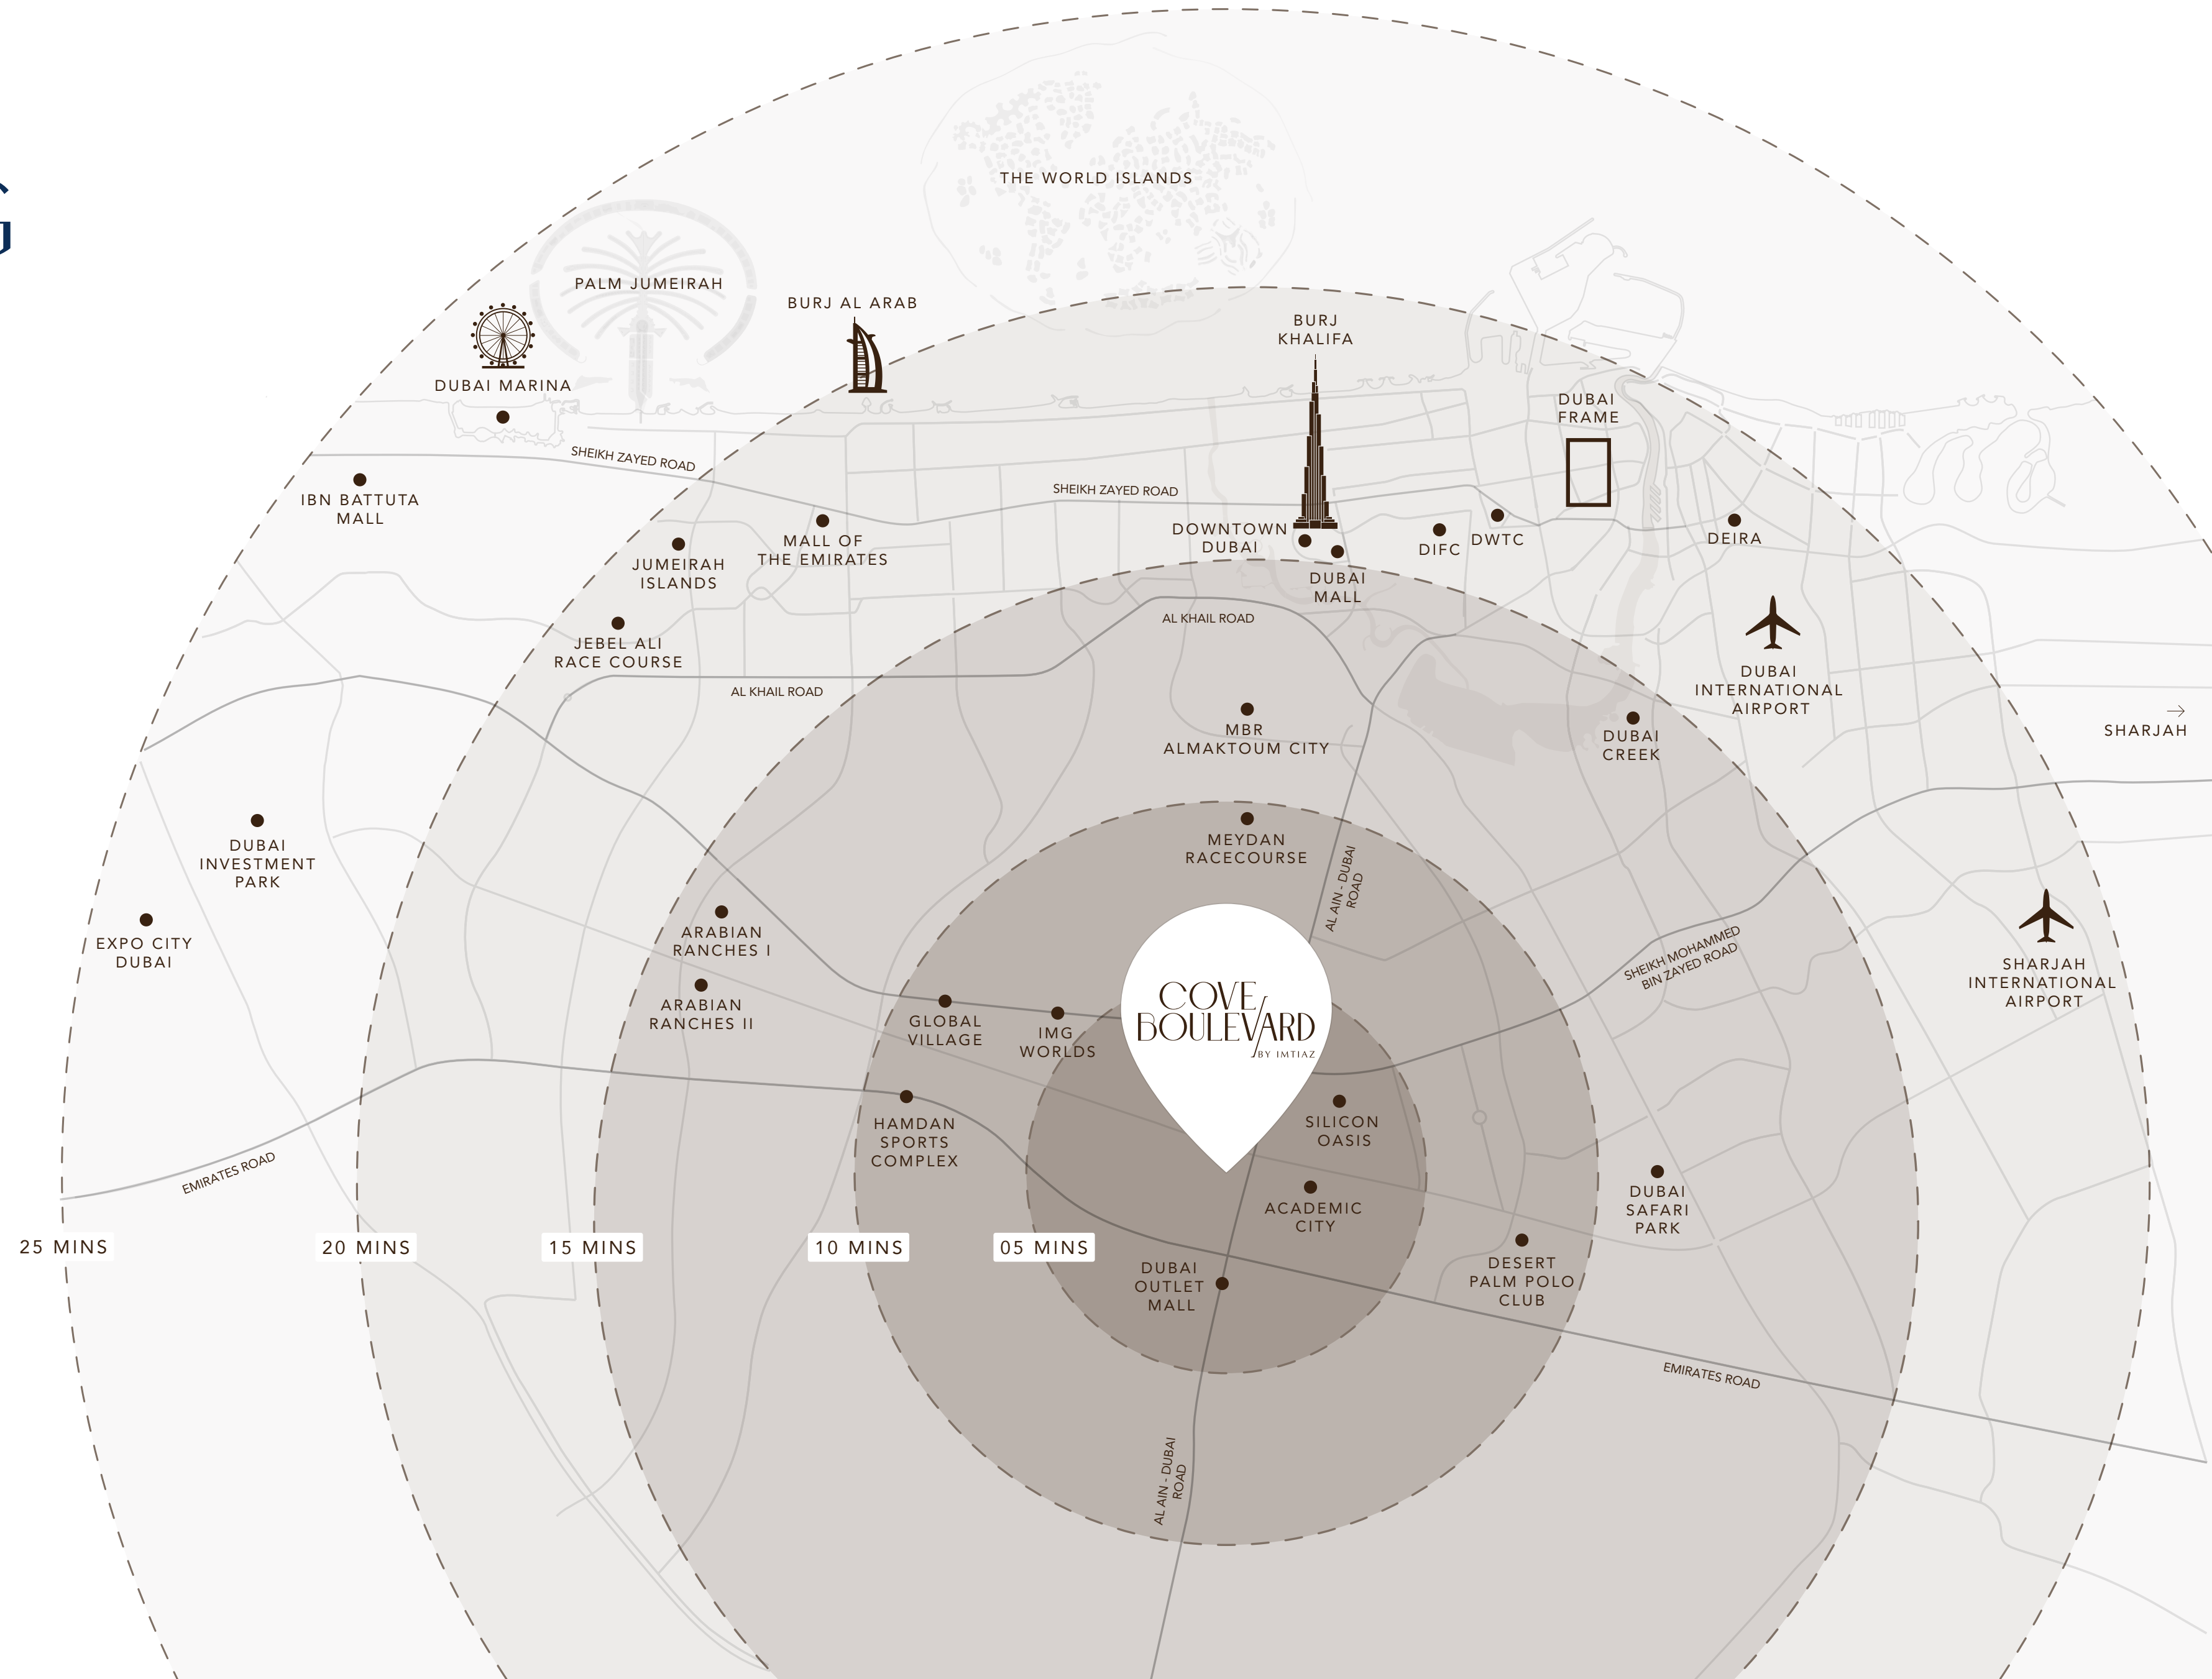 THE WORLD ISLANDS
PALM JUMEIRAH
BURJ AL ARAB
BURJ
KHALIFA
DUBAI MARINA
DUBAI
FRAME
SHEIKH ZAYED ROAD
SHEIKH ZAYED ROAD
IBN BATTUTA
MALL
MALL OF
THE EMIRATES
JUMEIRAH
ISLANDS
DOWNTOWN
DUBAI
DIFC
DWTC
DEIRA
DUBAI
MALL
AL KHAIL ROAD
JEBEL ALI
RACE COURSE
AL KHAIL ROAD
DUBAI
INTERNATIONAL
AIRPORT
SHARJAH
MBR
ALMAKTOUM CITY
DUBAI
CREEK
MEYDAN
RACECOURSE
AL AIN - DUBAI
ROAD
DUBAI
INVESTMENT
PARK
EXPO CITY
DUBAI
ARABIAN
RANCHES I
ARABIAN
RANCHES II
SHEIKH MOHAMMED
BIN ZAYED ROAD
SHARJAH
INTERNATIONAL
AIRPORT
GLOBAL
VILLAGE
IMG
WORLDS
COVE
BOULEVARD
BY IMTIAZ
SILICON
OASIS
HAMDAN
SPORTS
COMPLEX
EMIRATES ROAD
ACADEMIC
CITY
DUBAI
SAFARI
PARK
25 MINS
20 MINS
15 MINS
10 MINS
05 MINS
DUBAI
OUTLET
MALL
DESERT
PALM POLO
CLUB
EMIRATES ROAD
AL AIN - DUBAI
ROAD